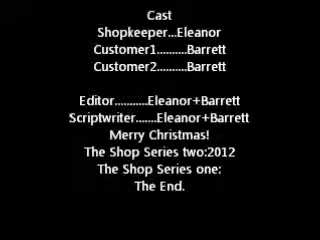 Cast
Shopkeeper...Eleanor
Customer1..........Barrett
Customer2..........Barrett
Editor...........Eleanor+Barrett
Scriptwriter.......Eleanor+Barrett
Merry Christmas!
The Shop Series two:2012
The Shop Series one:
The End.